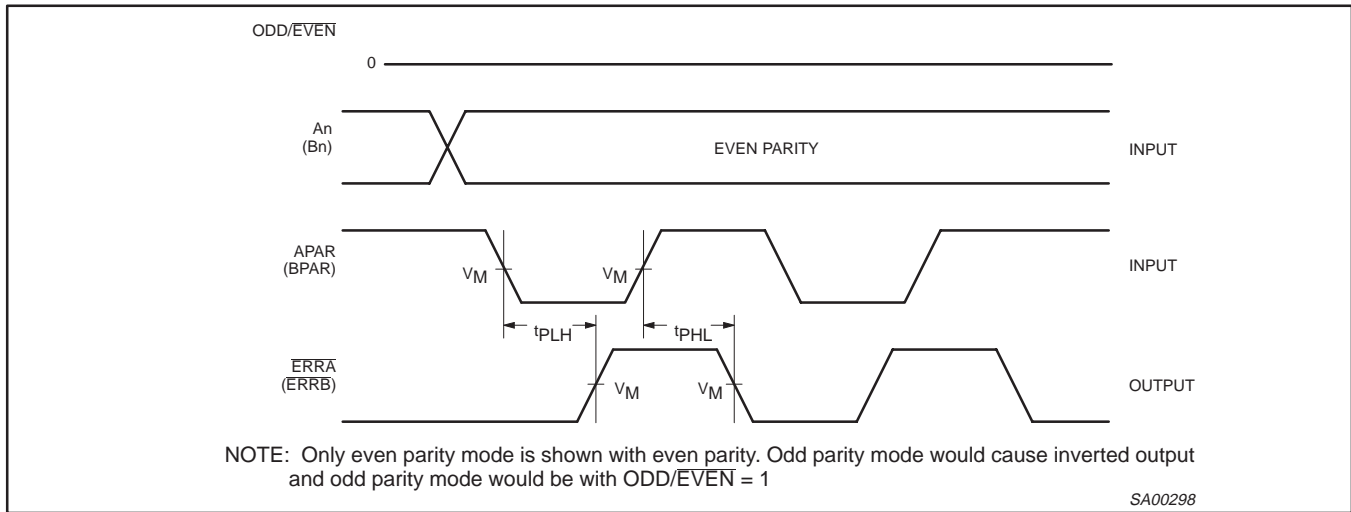 ODD/EVEN
0
An
(Bn)
EVEN PARITY
INPUT
APAR
(BPAR)
VM
VM
INPUT
tPLH
tPHL
ERRA
(ERRB)
VM
VM
OUTPUT
NOTE: Only even parity mode is shown with even parity. Odd parity mode would cause inverted output
and odd parity mode would be with ODD/EVEN = 1
SA00298